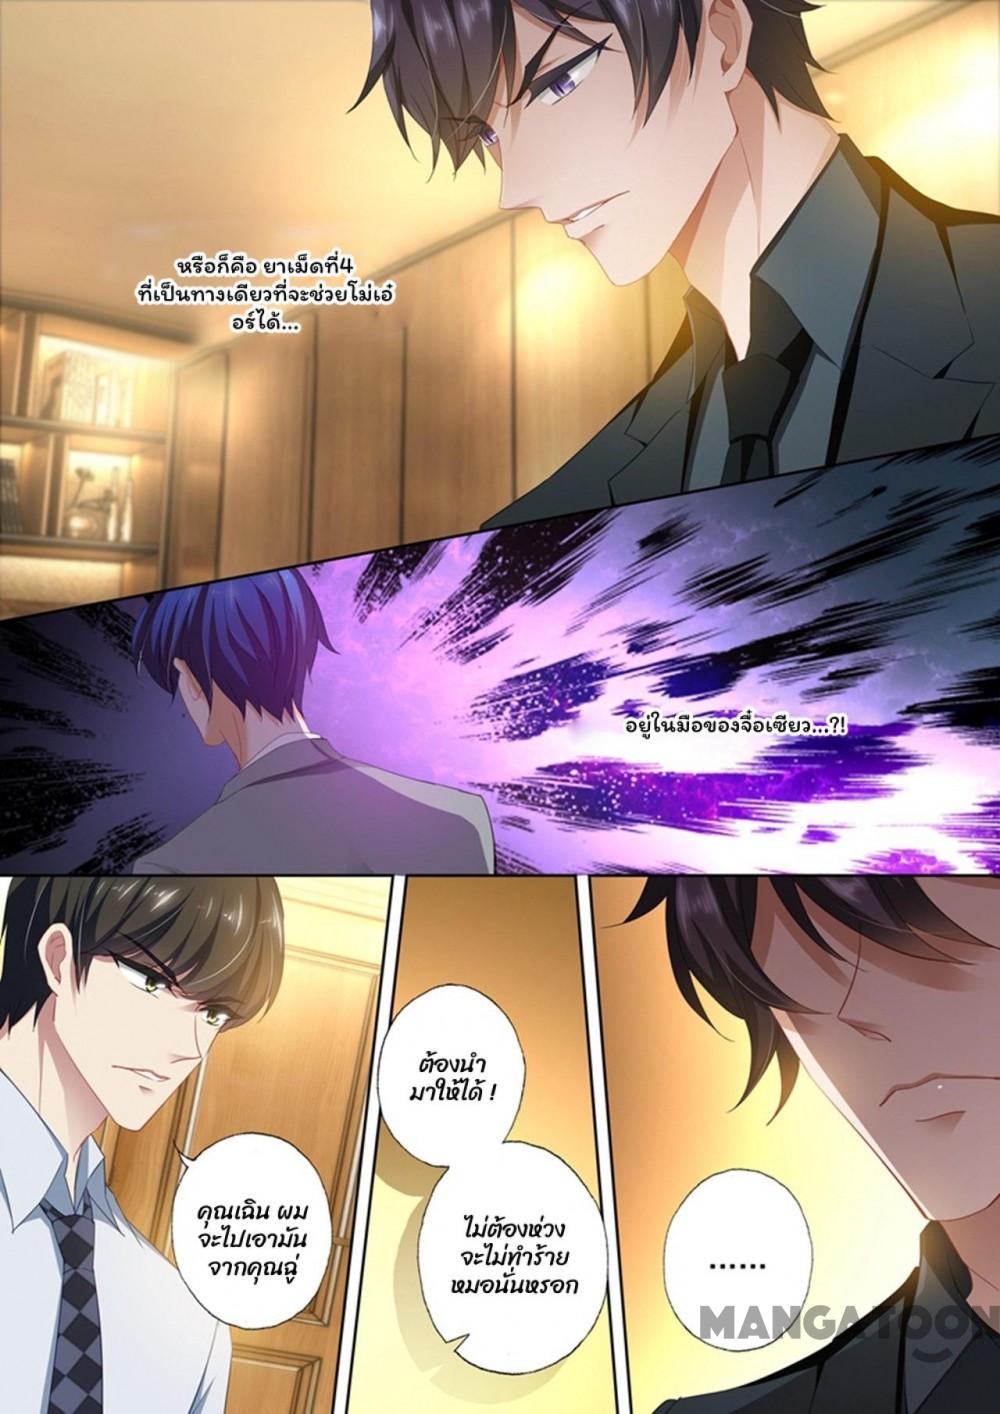 หรือก็คือ ยาเม็ดที่4
ที่เป็นทางเดียวที่จะช่วยโม่เอ๋
อร์ได้...
อยู่ในมือของจื่อเซียว...?!
คุณเฉิน ผม
จะไปเอามัน
จากคุณฉู่
ต้องนำ
มาให้ได้ !
ไม่ต้องห่วง
จะไม่ทำร้าย
หมอนั่นหรอก
......
MANGATOON